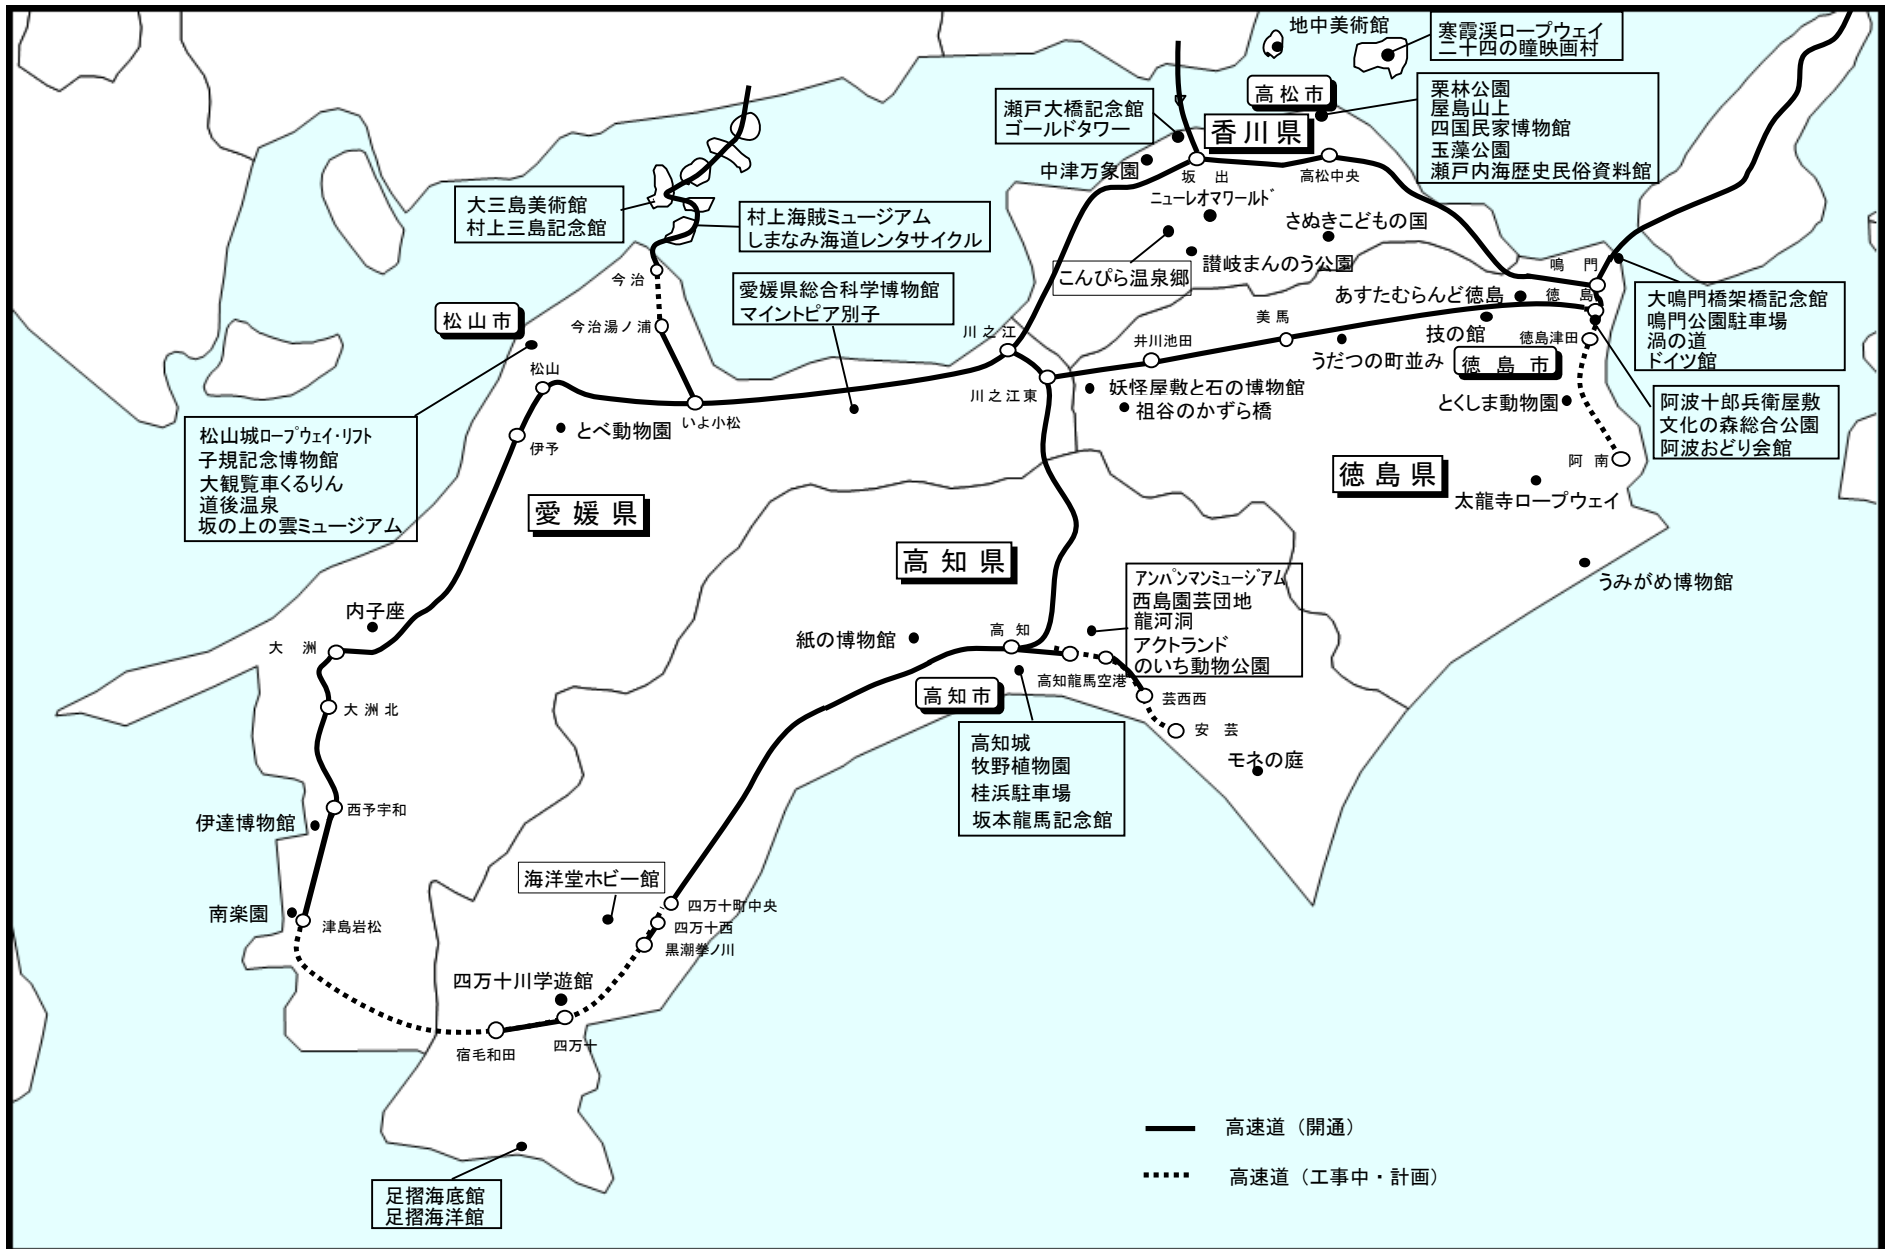 地中美術館
寒霞渓ロープウェイ
二十四の瞳映画村
高松市
栗林公園
屋島山上
四国民家博物館
玉藻公園
瀬戸内海歴史民俗資料館
瀬戸大橋記念館
ゴールドタワー
香川県
中津万象園
坂出
高松中央
ニューレオマワールド
さぬきこどもの国
讃岐まんのう公園
こんぴら温泉郷
大三島美術館
村上三島記念館
村上海賊ミュージアム
しまなみ海道レンタサイクル
今治
今治湯ノ浦
愛媛県総合科学博物館
マイントピア別子
松山市
松山
伊予
とべ動物園
いよ小松
川之江
川之江東
井川池田
美馬
鳴門
徳島
あすたむらんど徳島
技の館
うだつの町並み
徳島津田
徳島市
大鳴門橋架橋記念館
鳴門公園駐車場
渦の道
ドイツ館
妖怪屋敷と石の博物館
祖谷のかずら橋
とくしま動物園
阿波十郎兵衛屋敷
文化の森総合公園
阿波おどり会館
阿南
徳島県
太龍寺ロープウェイ
うみがめ博物館
松山城ロープウェイ・リフト
子規記念博物館
大観覧車くるりん
道後温泉
坂の上の雲ミュージアム
愛媛県
高知県
アンパンマンミュージアム
西島園芸団地
龍河洞
アクトランド
のいち動物公園
内子座
大洲
大洲北
紙の博物館
高知
高知市
高知龍馬空港
芸西西
安芸
モネの庭
高知城
牧野植物園
桂浜駐車場
坂本龍馬記念館
西予宇和
伊達博物館
南楽園
津島岩松
海洋堂ホビー館
四万十町中央
四万十西
黒潮拳ノ川
四万十川学遊館
宿毛和田
四万十
足摺海底館
足摺海洋館
高速道（開通）
高速道（工事中・計画）